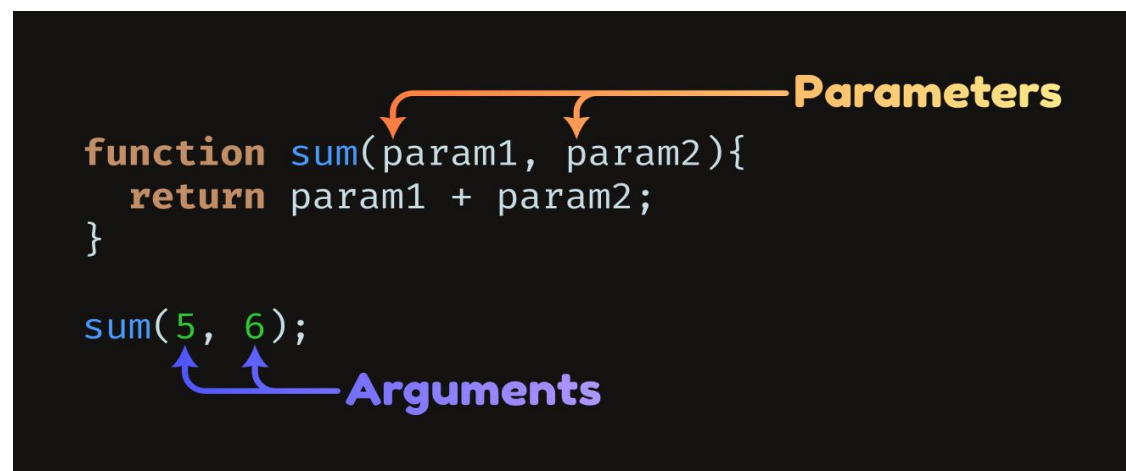 Parameters
function sum(param1, param2){
  return param1 + param2;
}
sum(5, 6);
Arguments